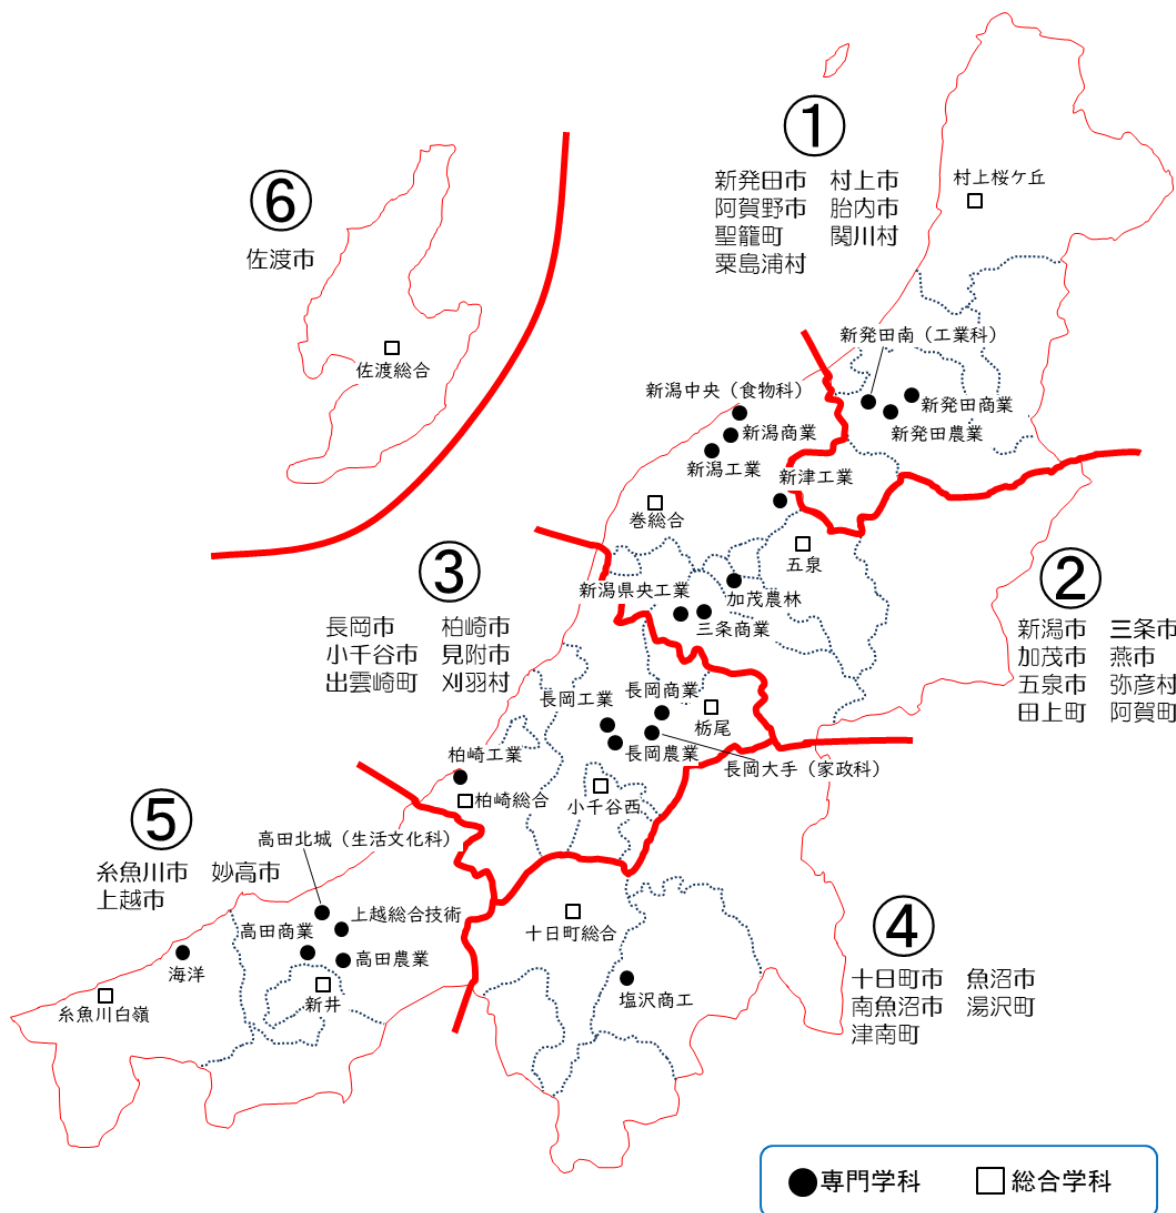 ①
新発田市 村上市
阿賀野市 胎内市
聖籠町 関川村
粟島浦村
村上桜ケ丘
⑥
佐渡市
佐渡総合
新発田南（工業科）
新発田商業
新発田農業
新潟中央（食物科）
新潟商業
新潟工業
新津工業
巻総合
五泉
②
新潟市 三条市
加茂市 燕市
五泉市 弥彦村
田上町 阿賀町
新潟県央工業
加茂農林
三条商業
③
長岡市 柏崎市
小千谷市 見附市
出雲崎町 刈羽村
長岡商業
長岡工業
栃尾
長岡農業
長岡大手（家政科）
柏崎工業
柏崎総合
小千谷西
⑤
糸魚川市 妙高市
上越市
高田北城（生活文化科）
上越総合技術
高田商業
高田農業
海洋
新井
糸魚川白嶺
④
十日町市 魚沼市
南魚沼市 湯沢町
津南町
十日町総合
塩沢商工
●専門学科 □総合学科